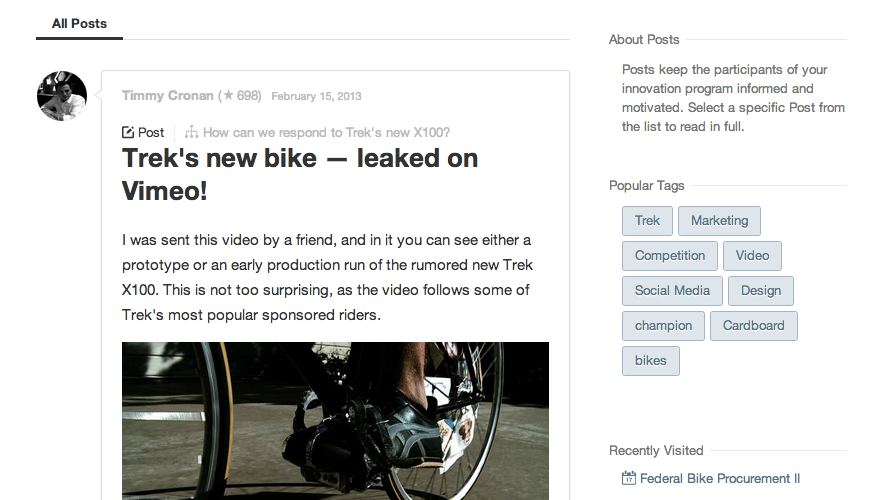 All Posts
Timmy Cronan (★ 698) February 15, 2013
Post How can we respond to Trek's new X100?
Trek's new bike — leaked on
Vimeo!
I was sent this video by a friend, and in it you can see either a
prototype or an early production run of the rumored new Trek
X100. This is not too surprising, as the video follows some of
Trek's most popular sponsored riders.
About Posts
Posts keep the participants of your
innovation program informed and
motivated. Select a specific Post from
the list to read in full.
Popular Tags
Trek Marketing
Competition Video
Social Media Design
champion Cardboard
bikes
Recently Visited
17 Federal Bike Procurement II